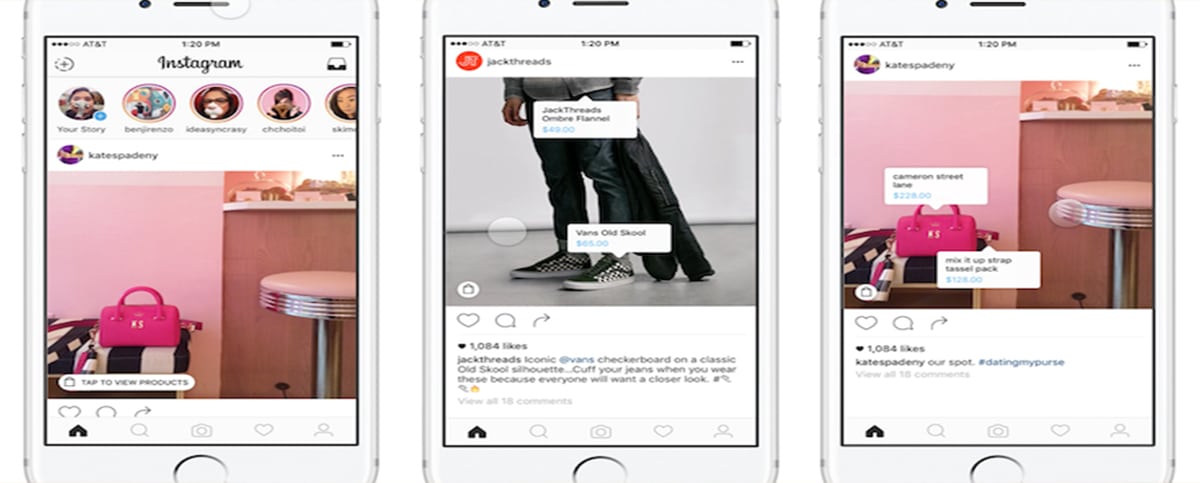 AT&T 1:20 PM
Instagram
Your Story benjirenzo ideasyncrasy chchoitoi skim
katespadeny
KS
TAP TO VIEW PRODUCTS
AT&T 1:20 PM
JT jackthreads
JackThreads
Ombre Flannel
$49.00
Vans Old Skool
$65.00
1,084 likes
jackthreads Iconic @vans checkerboard on a classic
Old Skool silhouette...Cuff your jeans when you wear
these because everyone will want a closer look. #
View all 18 comments
AT&T 1:20 PM
katespadeny
cameron street
lane
$228.00
KS
mix it up strap
tassel pack
$128.00
1,084 likes
katespadeny our spot. #datingmypurse
View all 18 comments